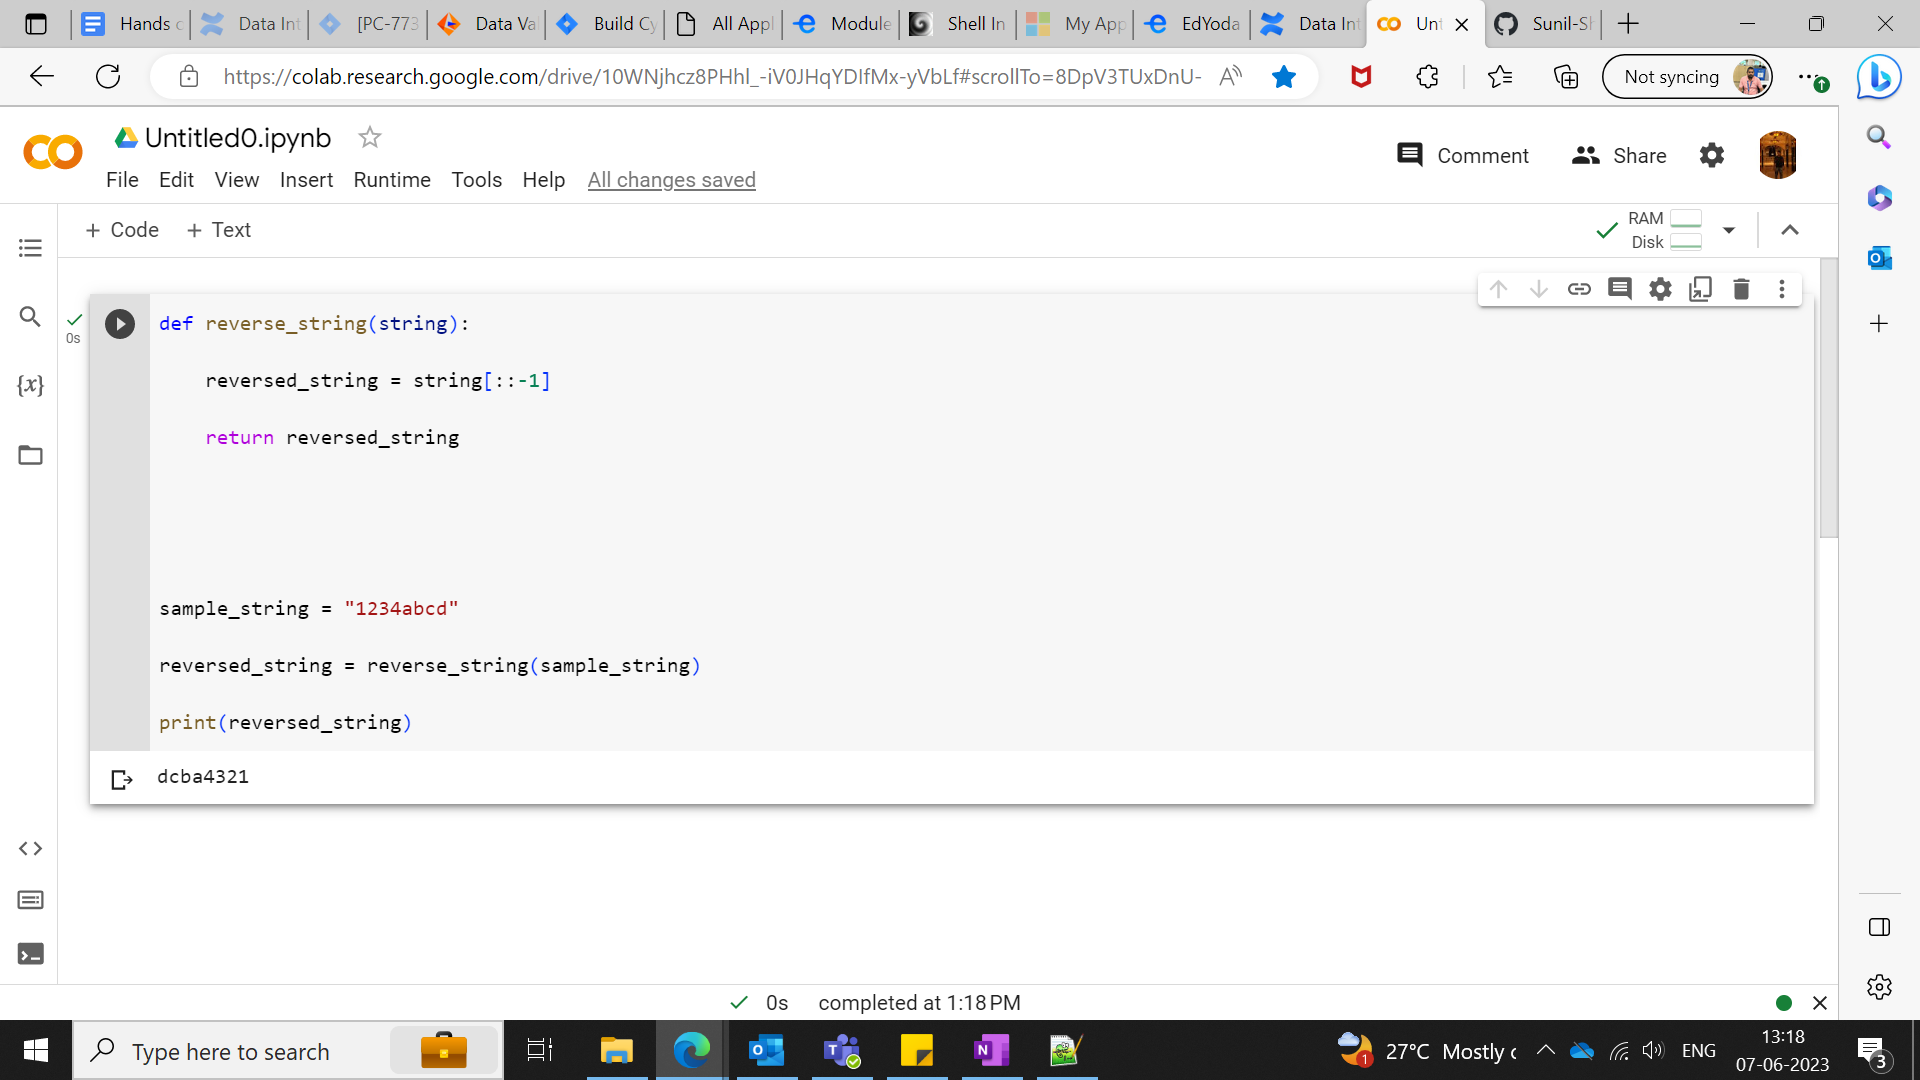 Hands o
Data Int
[PC-773
Data Val
Build Cy
All Appl
Module
Shell In
My App
EdYoda
Data Int
Unt
Sunil-Sh
https://colab.research.google.com/drive/10WNjhcz8PHhl_-iV0JHqYDIfMx-yVbLf#scrollTo=8DpV3TUxDnU-
Not syncing
Untitled0.ipynb
Comment
Share
File Edit View Insert Runtime Tools Help All changes saved
+ Code + Text
RAM
Disk
0s
def reverse_string(string):
reversed_string = string[::-1]
return reversed_string
sample_string = "1234abcd"
reversed_string = reverse_string(sample_string)
print(reversed_string)
dcba4321
0s completed at 1:18 PM
Type here to search
27°C Mostly c
ENG
13:18
07-06-2023
3